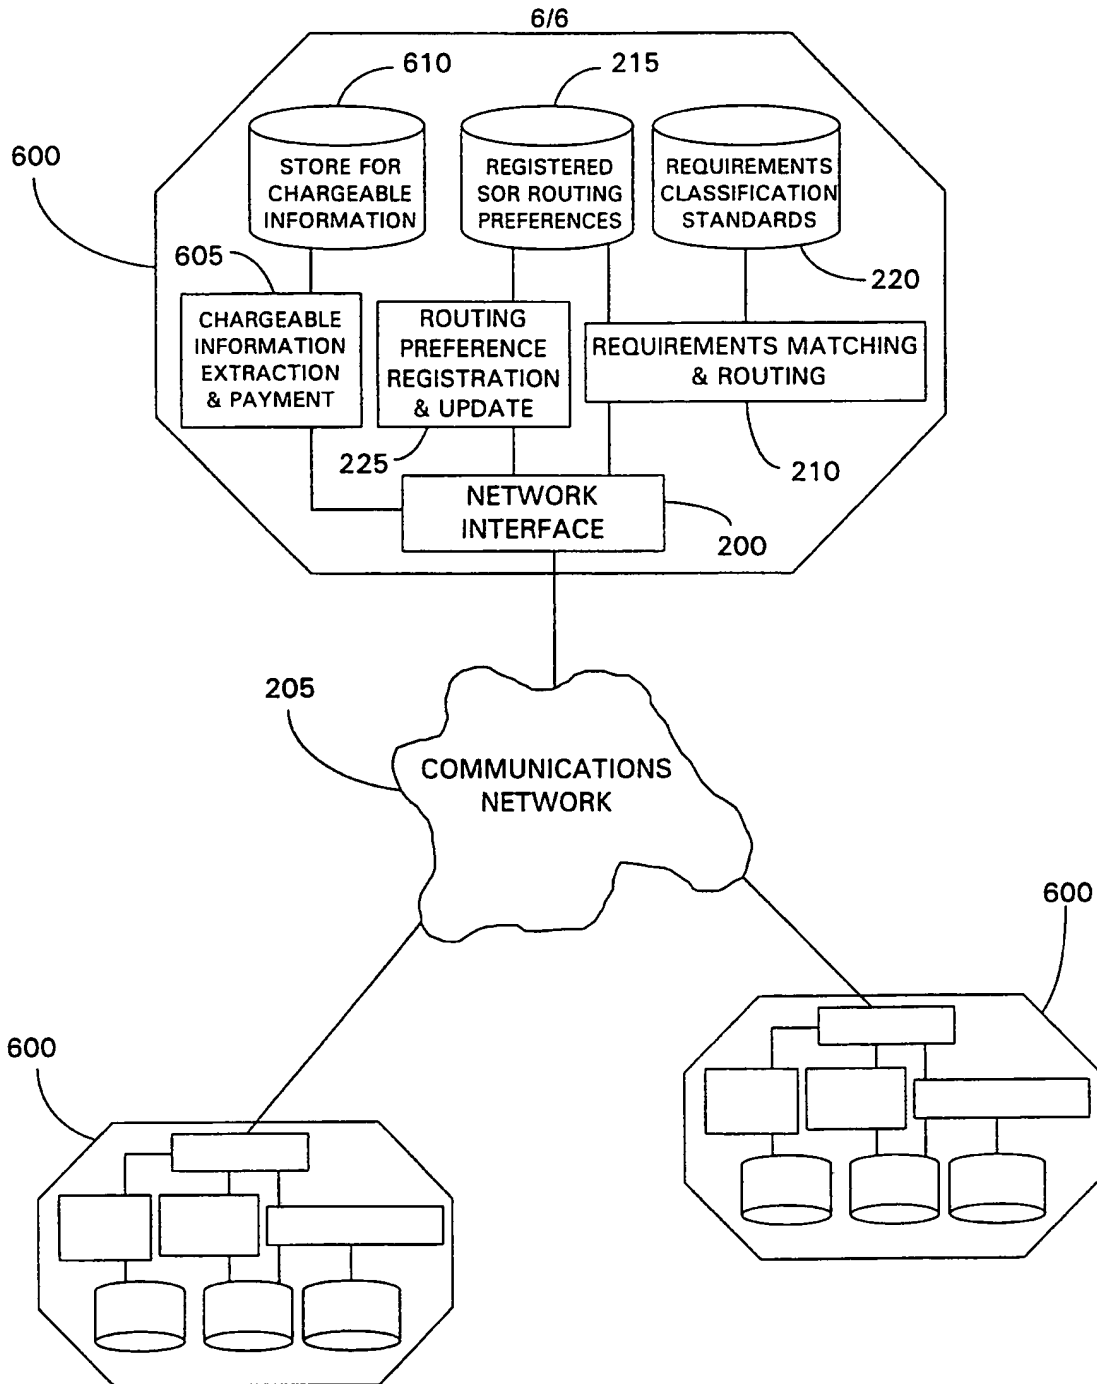 6/6
610
215
600
STORE FOR
CHARGEABLE
INFORMATION
REGISTERED
SOR ROUTING
PREFERENCES
REQUIREMENTS
CLASSIFICATION
STANDARDS
605
220
CHARGEABLE
INFORMATION
EXTRACTION
& PAYMENT
ROUTING
PREFERENCE
REGISTRATION
& UPDATE
REQUIREMENTS MATCHING
& ROUTING
225
210
NETWORK
INTERFACE
200
205
COMMUNICATIONS
NETWORK
600
600